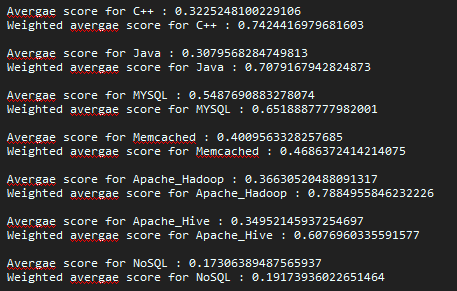 Avergae score for C++ : 0.3225248100229106
Weighted avergae score for C++ : 0.7424416979681603
Avergae score for Java : 0.3079568284749813
Weighted avergae score for Java : 0.7079167942824873
Avergae score for MYSQL : 0.5487690883278074
Weighted avergae score for MYSQL : 0.6518887777982001
Avergae score for Memcached : 0.4009563328257685
Weighted avergae score for Memcached : 0.4686372414214075
Avergae score for Apache_Hadoop : 0.36630520488091317
Weighted avergae score for Apache_Hadoop : 0.7884955846232226
Avergae score for Apache_Hive : 0.34952145937254697
Weighted avergae score for Apache_Hive : 0.6076960335591577
Avergae score for NoSQL : 0.17306389487565937
Weighted avergae score for NoSQL : 0.19173936022651464